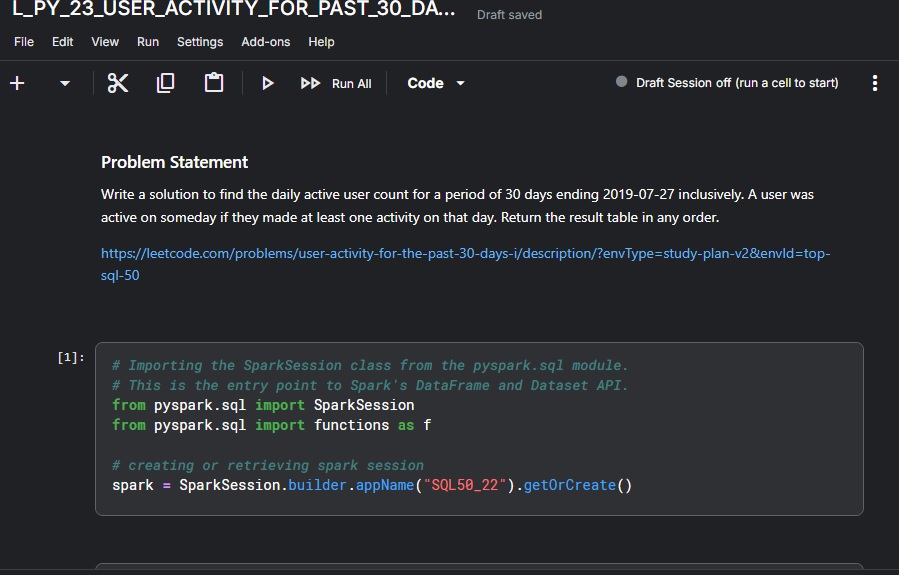 L_PY_23_USER_ACTIVITY_FOR_PAST_30_DA...
Draft saved
File Edit View Run Settings Add-ons Help
Run All Code Draft Session off (run a cell to start)
Problem Statement
Write a solution to find the daily active user count for a period of 30 days ending 2019-07-27 inclusively. A user was
active on someday if they made at least one activity on that day. Return the result table in any order.
https://leetcode.com/problems/user-activity-for-the-past-30-days-i/description/?envType=study-plan-v2&envId=top-
sql-50
[1]:
# Importing the SparkSession class from the pyspark.sql module.
# This is the entry point to Spark's DataFrame and Dataset API.
from pyspark.sql import SparkSession
from pyspark.sql import functions as f
# creating or retrieving spark session
spark = SparkSession.builder.appName("SQL50_22").getOrCreate()